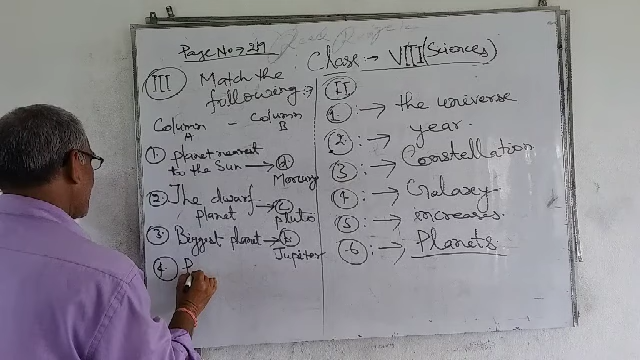 Page No → 249
Class: VIII (Sciences)
III Match the
following :→
Column A - Column B
1 planet nearest
to the Sun → d
Mercury
2. The dwarf
planet → c
pluto
3. Biggest planet → b
Jupiter
4. P
II
1 → the universe
2. → year.
3 → Constellation
4 → Galaxy.
5 : → increases.
6 : → Planets